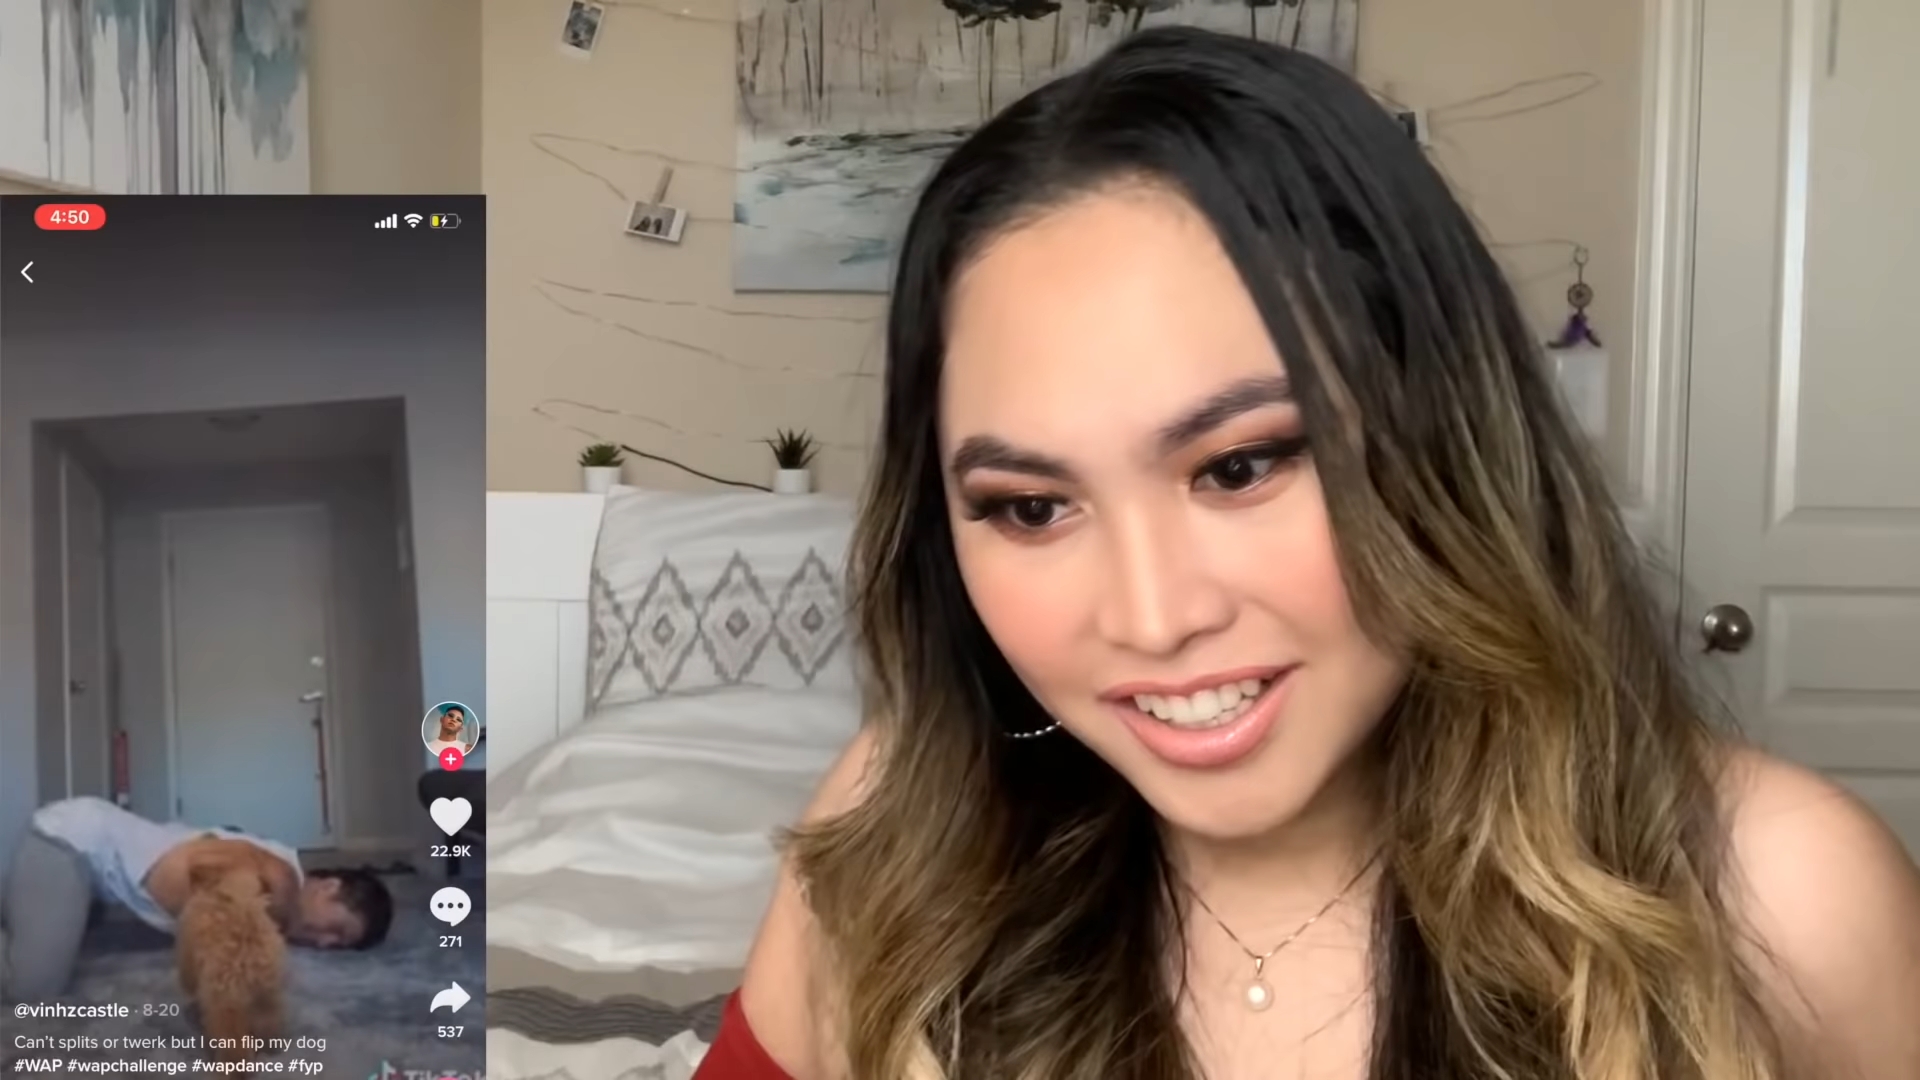 4:50
22.9K
271
537
@vinhzcastle · 8-20
Can't splits or twerk but I can flip my dog
#WAP #wapchallenge #wapdance #fyp
TikTok